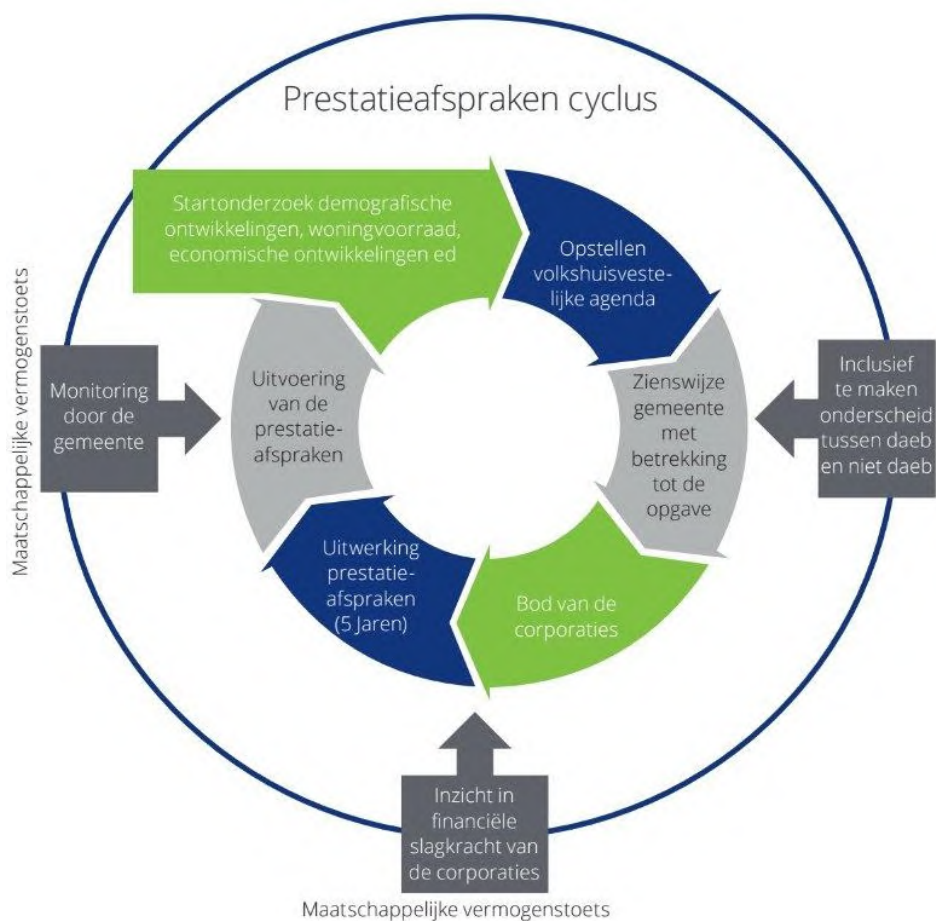 Prestatieafspraken cyclus
Startonderzoek demografische
ontwikkelingen, woningvoorraad,
economische ontwikkelingen ed
Opstellen
volkshuisveste-
lijke agenda
Zienswijze
gemeente
met
betrekking
tot de
opgave
Inclusief
te maken
onderscheid
tussen daeb
en niet daeb
Bod van de
corporaties
Inzicht in
financiële
slagkracht van
de corporaties
Maatschappelijke vermogenstoets
Uitwerking
prestatie-
afspraken
(5 Jaren)
Uitvoering
van de
prestatie-
afspraken
Monitoring
door de
gemeente
Maatschappelijke vermogenstoets